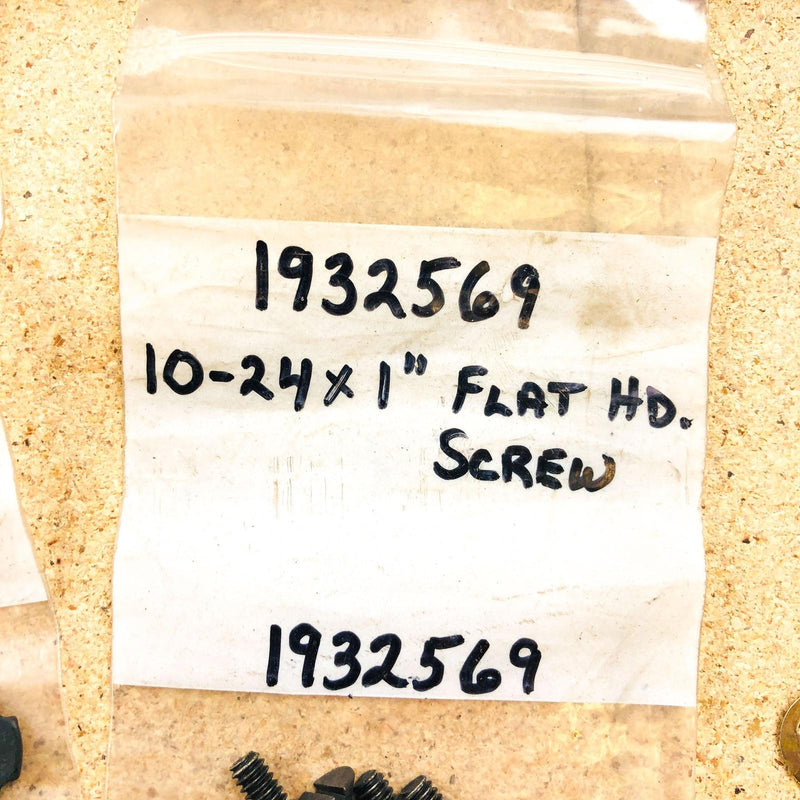 1932569
10-24 x 1" FLAT HD.
SCREW
1932569